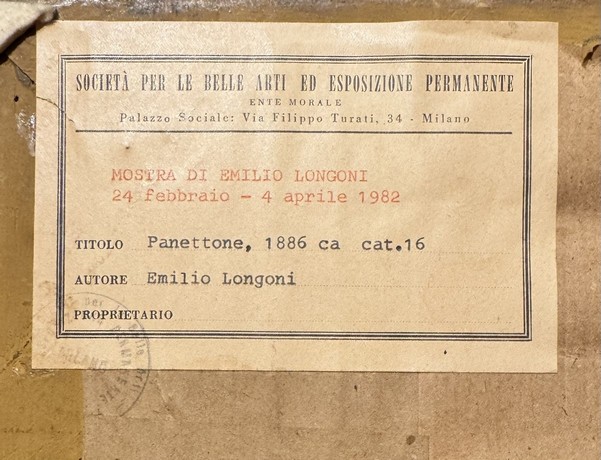 SOCIETÀ PER LE BELLE ARTI ED ESPOSIZIONE PERMANENTE
ENTE MORALE
Palazzo Sociale: Via Filippo Turati, 34 - Milano
MOSTRA DI EMILIO LONGONI
24 febbraio - 4 aprile 1982
TITOLO Panettone, 1886 ca cat.16
AUTORE Emilio Longoni
PROPRIETARIO